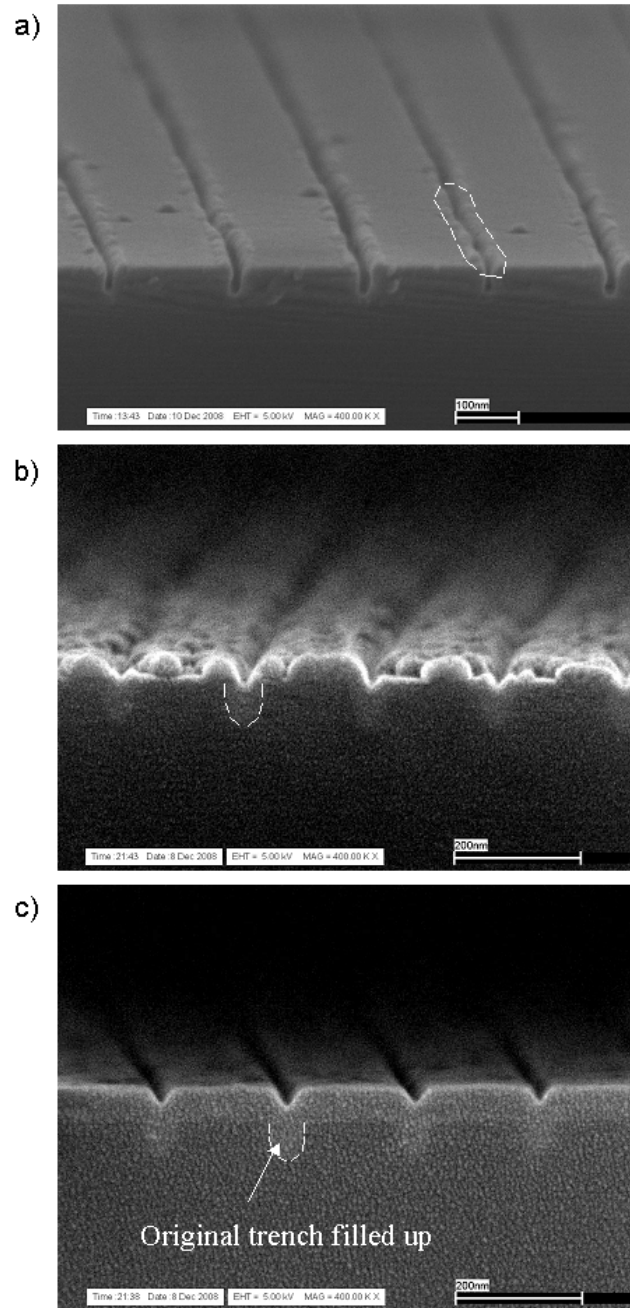 a)
100nm
Time :13:43 Date :10 Dec 2008 EHT = 5.00 kV MAG = 400.00 K X
b)
200nm
Time :21:43 Date :8 Dec 2008 EHT = 5.00 kV MAG = 400.00 K X
c)
Original trench filled up
200nm
Time :21:38 Date :8 Dec 2008 EHT = 5.00 kV MAG = 400.00 K X